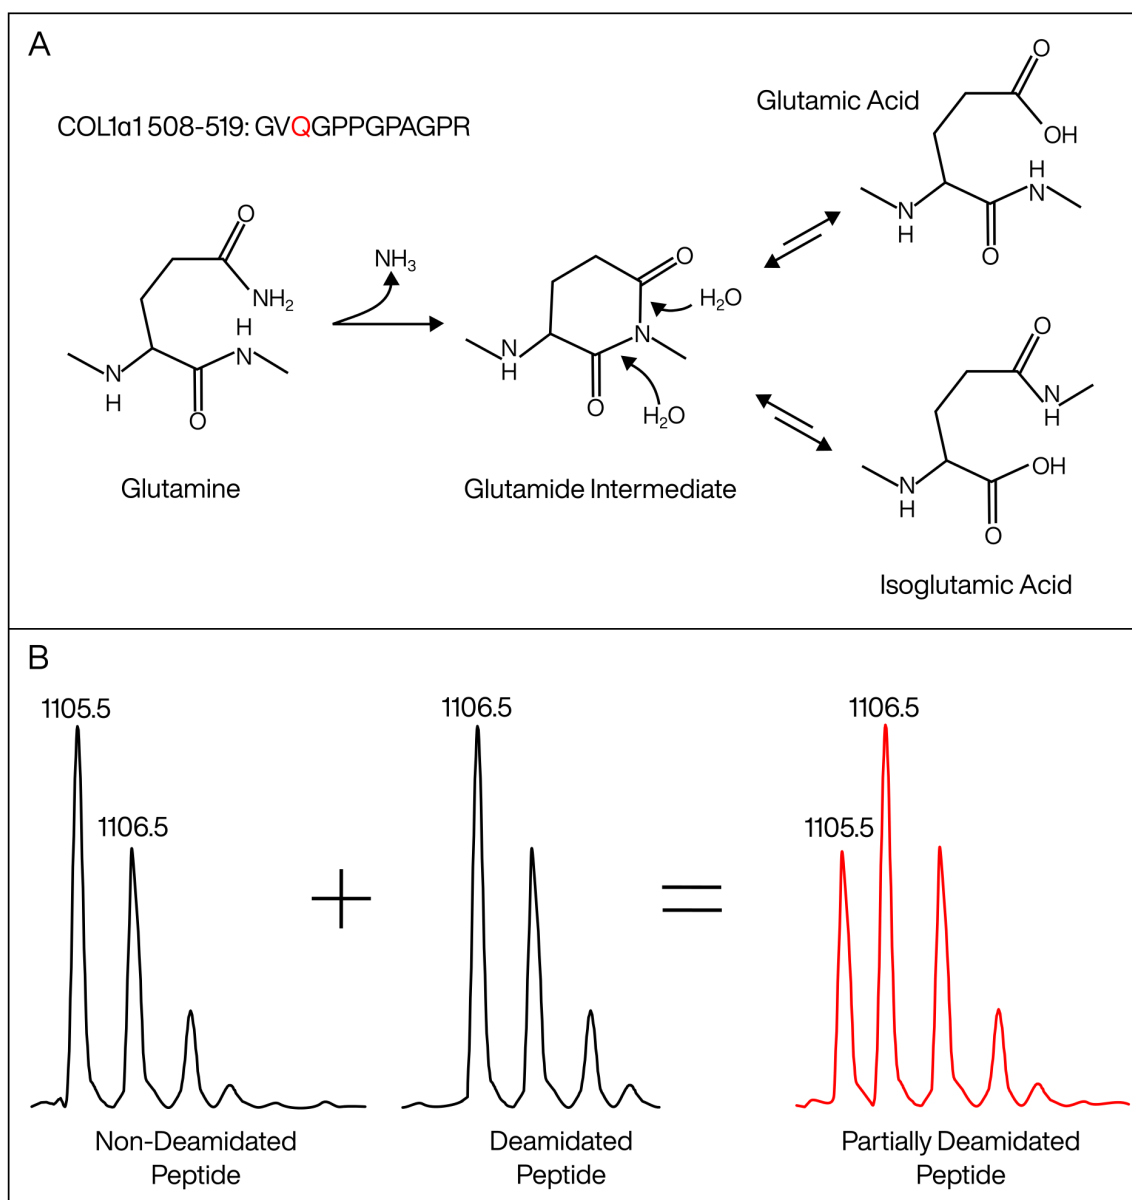 A
COL1α1 508-519: GVQGPPGPAGPR
Glutamic Acid
O
OH
H
N
N
H
O
O
NH₂
H
N
N
H
O
Glutamine
NH₃
O
H₂O
N
N
H
O
H₂O
Glutamide Intermediate
O
N
H
OH
N
H
O
Isoglutamic Acid
B
1105.5
1106.5
Non-Deamidated
Peptide
1106.5
Deamidated
Peptide
1106.5
1105.5
Partially Deamidated
Peptide